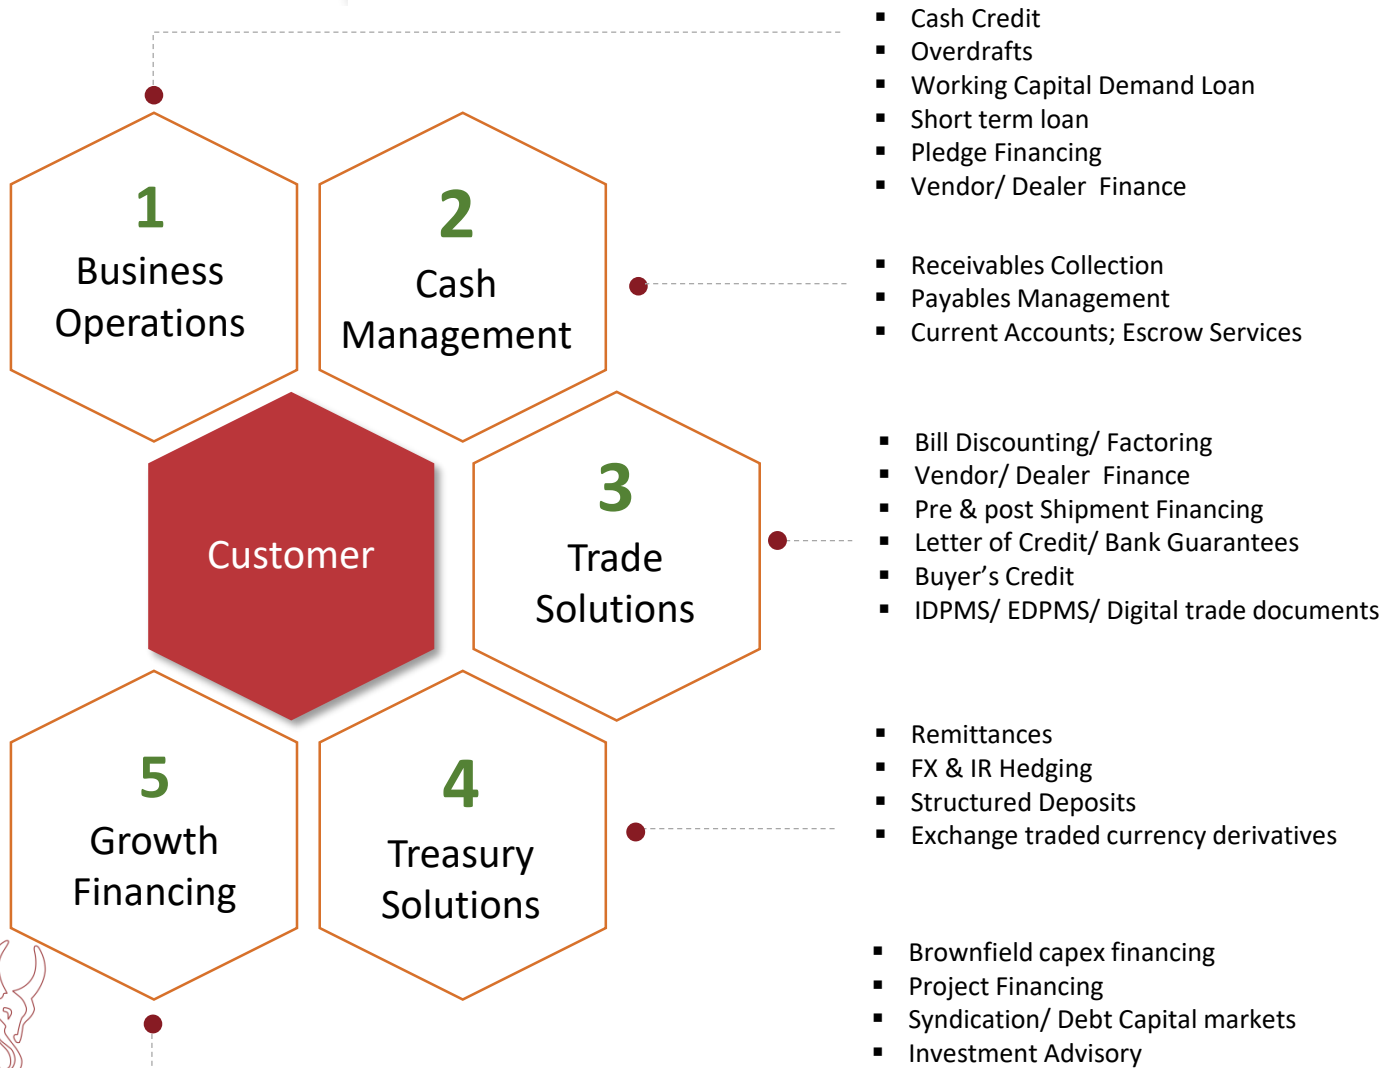 1
Business
Operations
2
Cash
Management
Customer
3
Trade
Solutions
5
Growth
Financing
4
Treasury
Solutions
▪ Cash Credit
▪ Overdrafts
▪ Working Capital Demand Loan
▪ Short term loan
▪ Pledge Financing
▪ Vendor/ Dealer  Finance
▪ Receivables Collection
▪ Payables Management
▪ Current Accounts; Escrow Services
▪ Bill Discounting/ Factoring
▪ Vendor/ Dealer  Finance
▪ Pre & post Shipment Financing
▪ Letter of Credit/ Bank Guarantees
▪ Buyer’s Credit
▪ IDPMS/ EDPMS/ Digital trade documents
▪ Remittances
▪ FX & IR Hedging
▪ Structured Deposits
▪ Exchange traded currency derivatives
▪ Brownfield capex financing
▪ Project Financing
▪ Syndication/ Debt Capital markets
▪ Investment Advisory